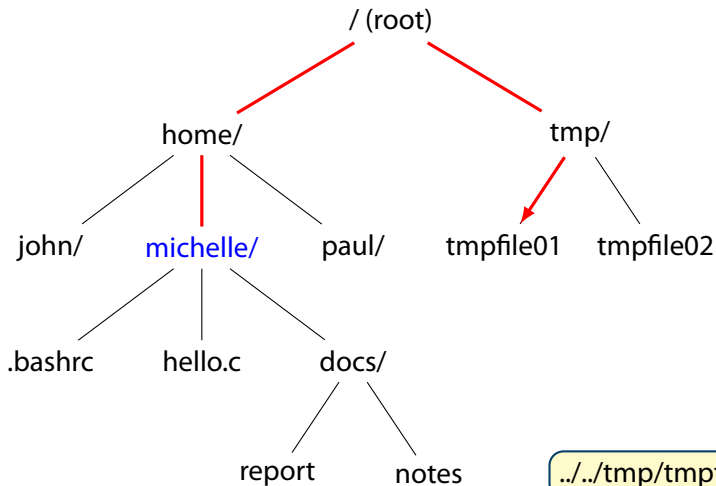 / (root)
home/ tmp/
john/ michelle/ paul/ tmpfile01 tmpfile02
.bashrc hello.c docs/
report notes
../../tmp/